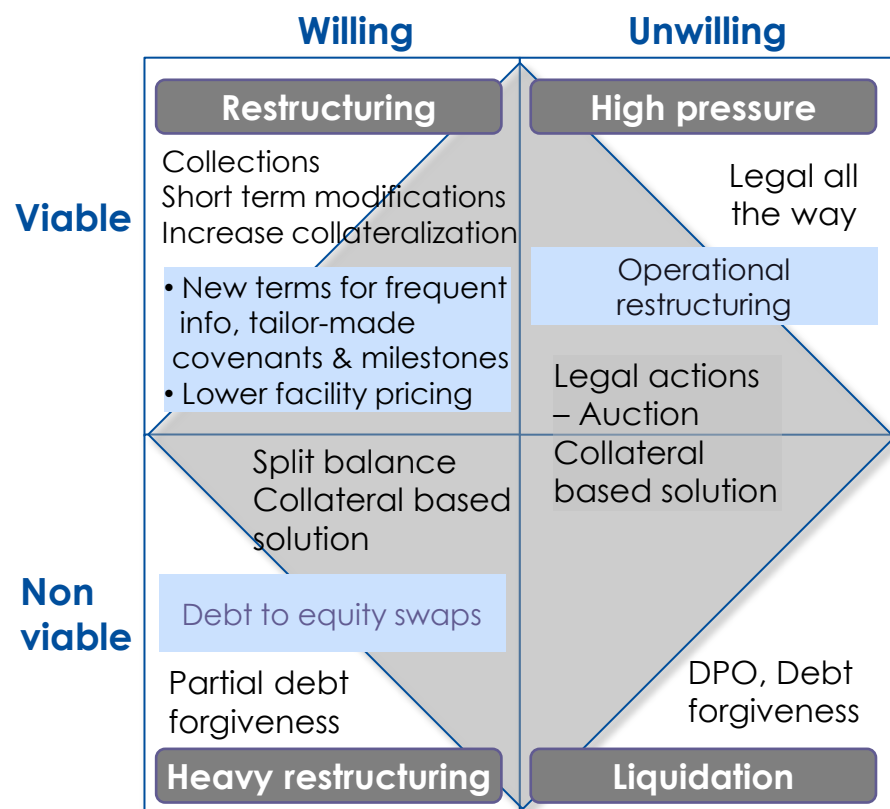 Willing
Unwilling
Viable
Restructuring
Collections
Short term modifications
Increase collateralization
• New terms for frequent
info, tailor-made
covenants & milestones
• Lower facility pricing
High pressure
Legal all
the way
Operational
restructuring
Legal actions
– Auction
Collateral
based solution
Non
viable
Split balance
Collateral based
solution
Debt to equity swaps
Partial debt
forgiveness
Heavy restructuring
DPO, Debt
forgiveness
Liquidation